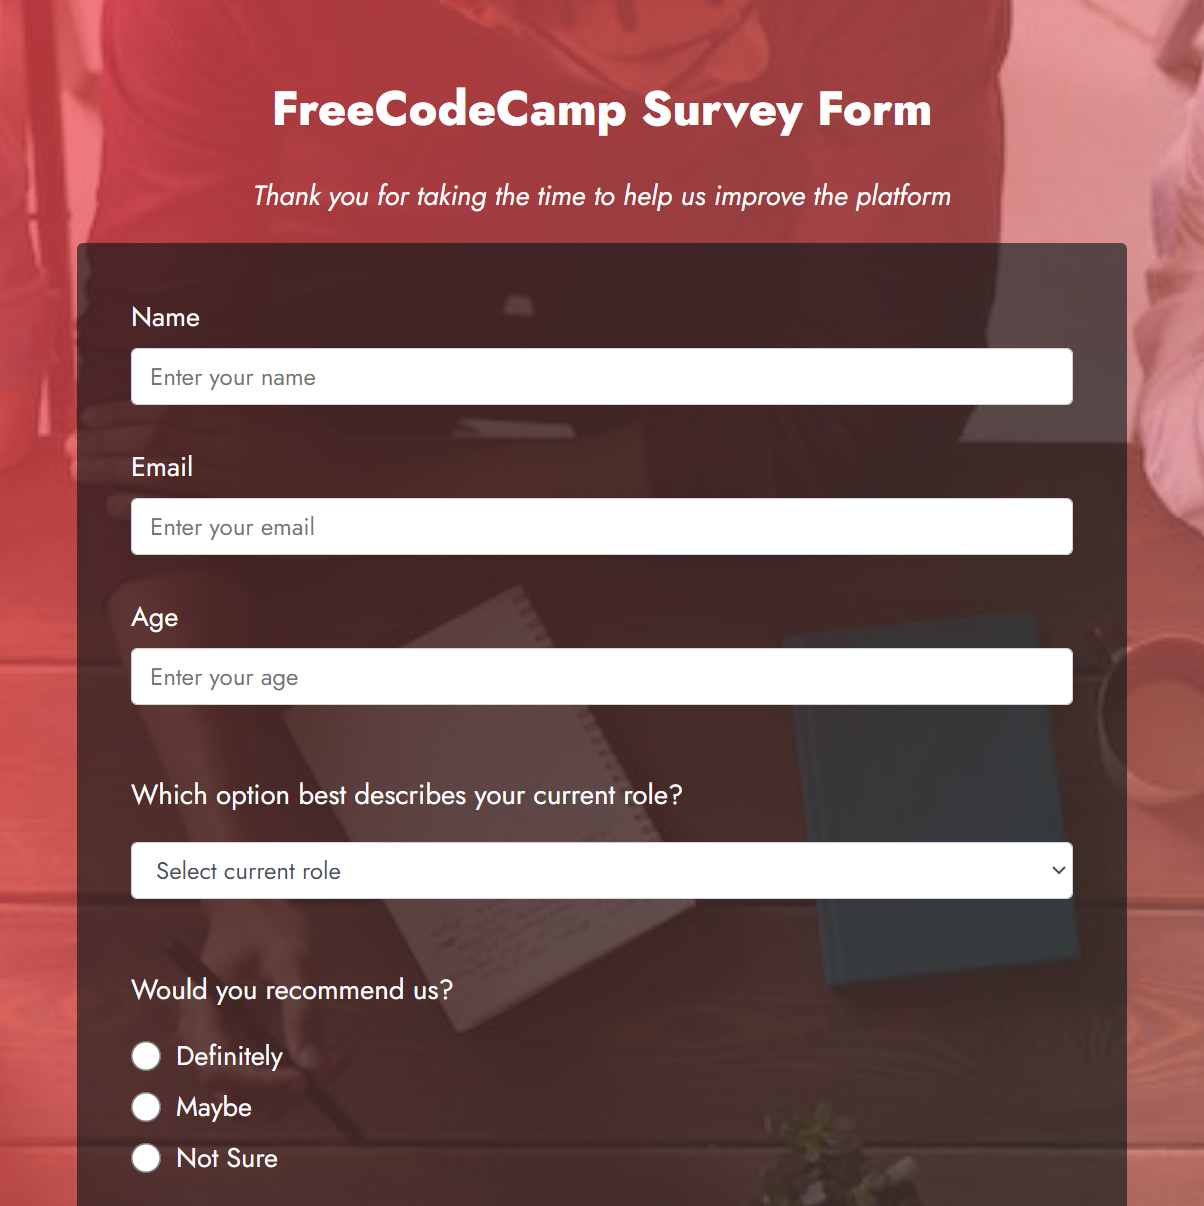 FreeCodeCamp Survey Form
Thank you for taking the time to help us improve the platform
Name
Enter your name
Email
Enter your email
Age
Enter your age
Which option best describes your current role?
Select current role
Would you recommend us?
Definitely
Maybe
Not Sure